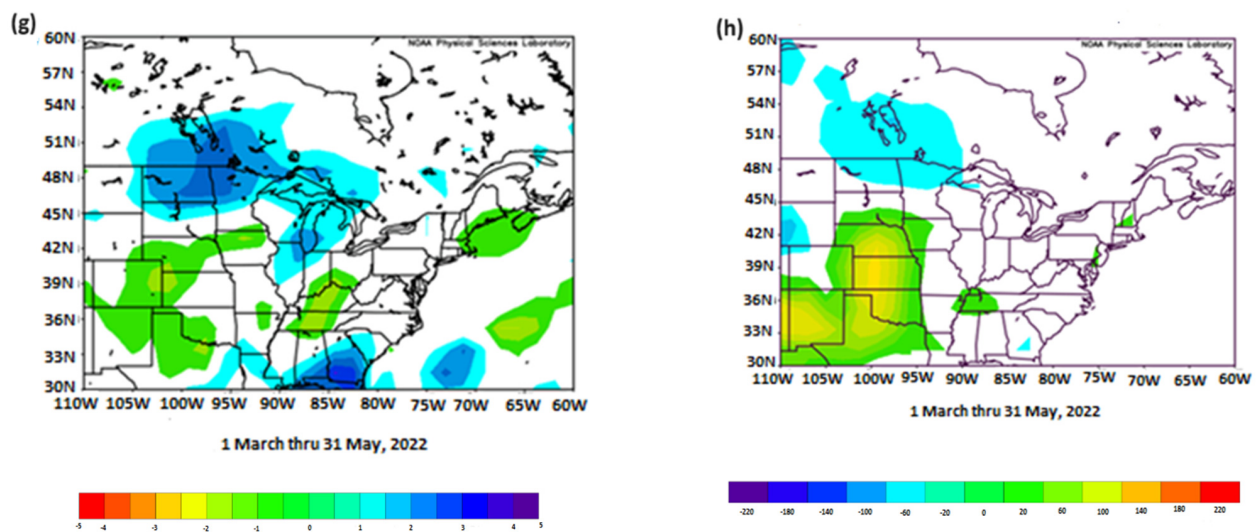 (g)
NOAA Physical Sciences Laboratory
60N
57N
54N
51N
48N
45N
42N
39N
36N
33N
30N
110W 105W 100W 95W 90W 85W 80W 75W 70W 65W 60W
1 March thru 31 May, 2022
-5 -4 -3 -2 -1 0 1 2 3 4 5
(h)
NOAA Physical Sciences Laboratory
60N
57N
54N
51N
48N
45N
42N
39N
36N
33N
30N
110W 105W 100W 95W 90W 85W 80W 75W 70W 65W 60W
1 March thru 31 May, 2022
-220 -180 -140 -100 -60 -20 0 20 60 100 140 180 220